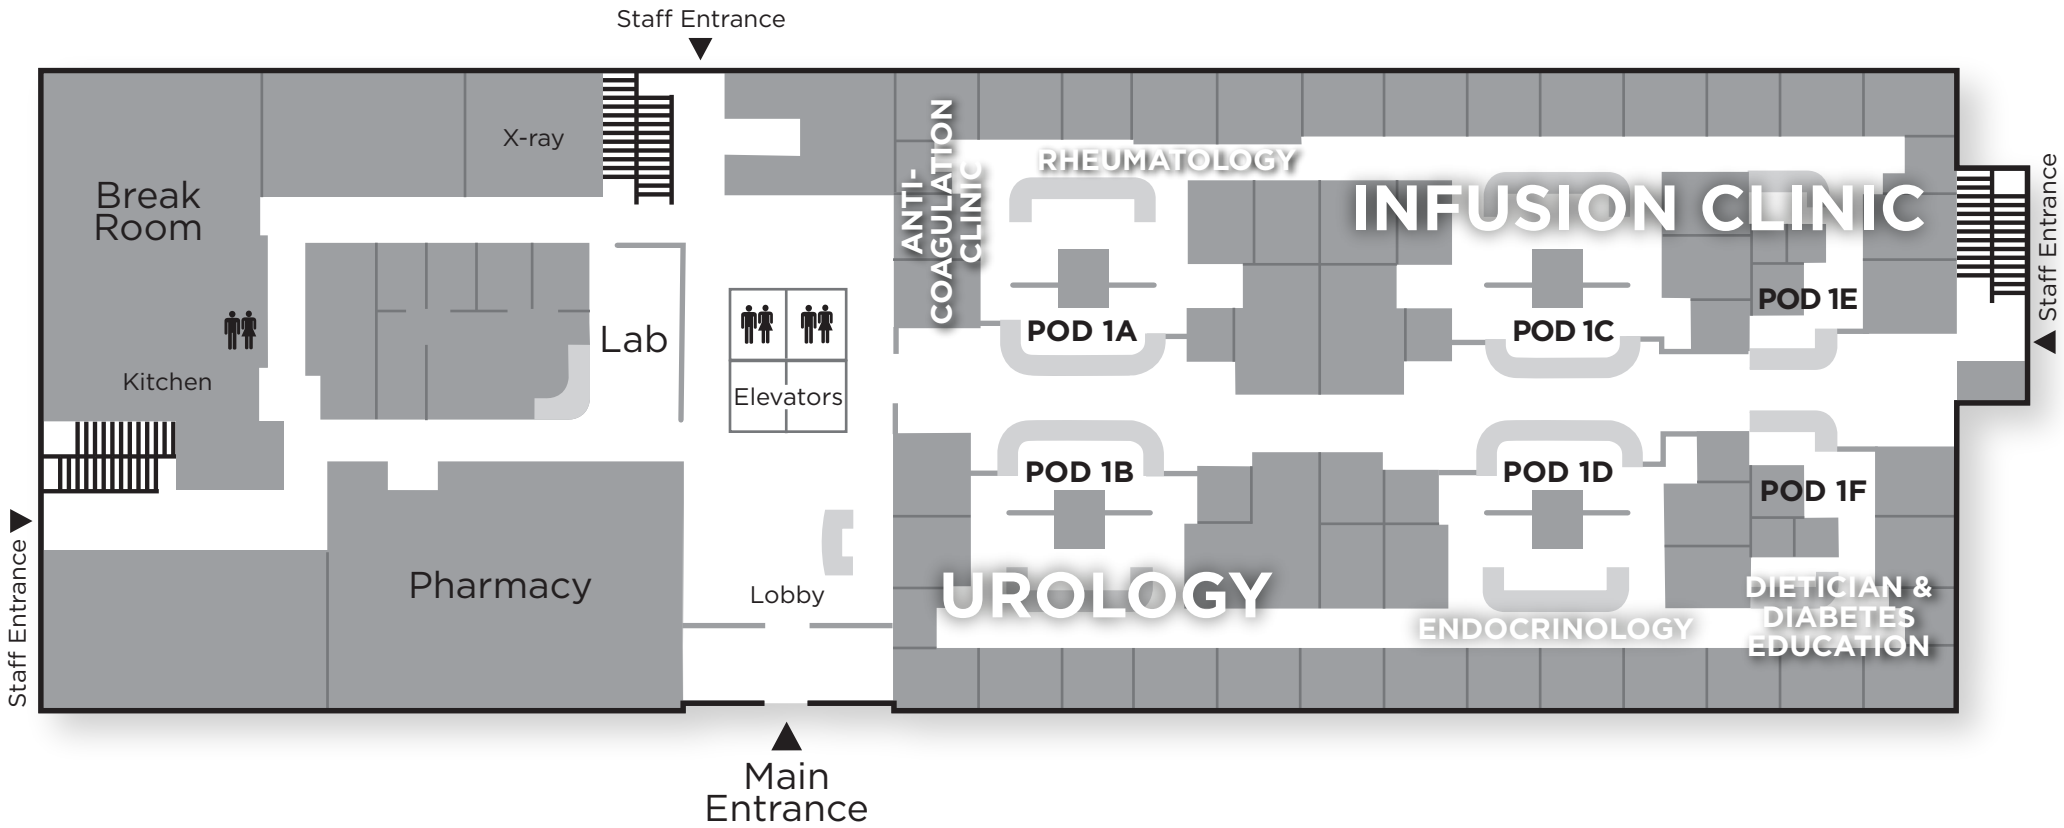 Staff Entrance
X-ray
Break
Room
ANTI-
COAGULATION
CLINIC
RHEUMATOLOGY
INFUSION CLINIC
Staff Entrance
POD 1E
POD 1A
POD 1C
Lab
Kitchen
Elevators
POD 1B
POD 1D
POD 1F
Staff Entrance
Pharmacy
Lobby
UROLOGY
ENDOCRINOLOGY
DIETICIAN &
DIABETES
EDUCATION
Main
Entrance